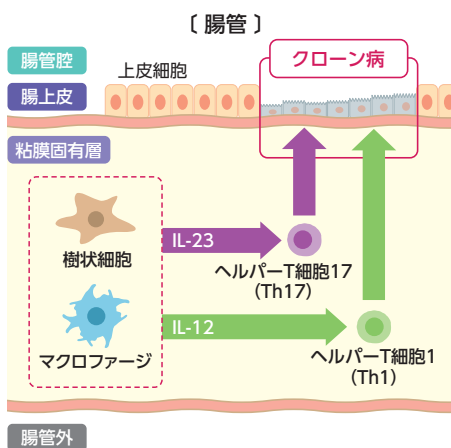 〔 腸管 〕
腸管腔
上皮細胞
クローン病
腸上皮
粘膜固有層
樹状細胞
IL-23
ヘルパーT細胞17
(Th17)
マクロファージ
IL-12
ヘルパーT細胞1
(Th1)
腸管外